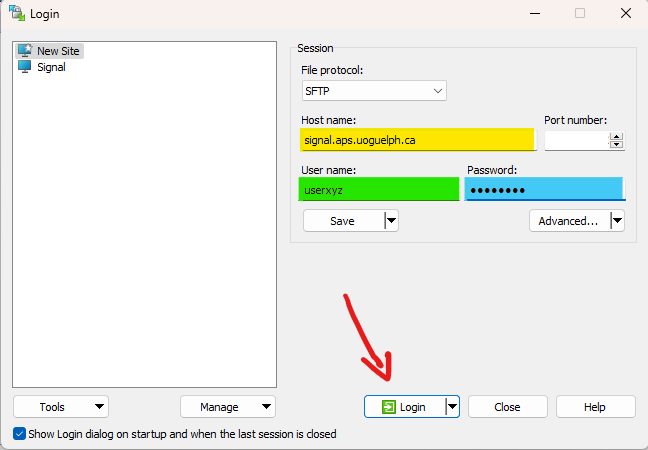 Login
New Site
Signal
Session
File protocol:
SFTP
Host name:
Port number:
signal.aps.uoguelph.ca
User name:
Password:
userxyz
••••••••
Save
Advanced...
Tools
Manage
Login
Close
Help
Show Login dialog on startup and when the last session is closed